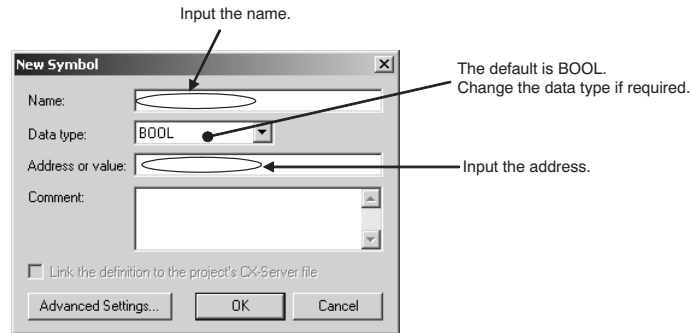 Input the name.
New Symbol
The default is BOOL.
Change the data type if required.
Name:
Data type:
BOOL
Address or value:
Input the address.
Comment:
Link the definition to the project's CX-Server file
Advanced Settings...
OK
Cancel